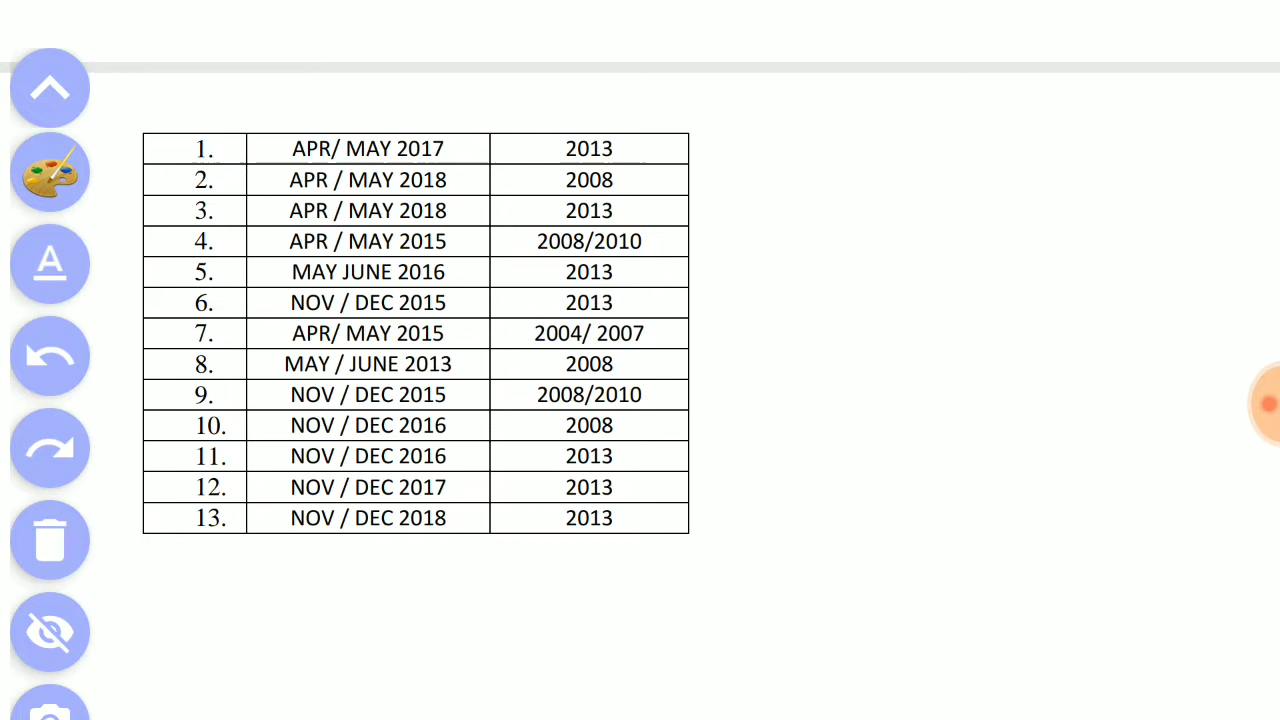 1. APR/ MAY 2017 2013
2. APR / MAY 2018 2008
3. APR / MAY 2018 2013
4. APR / MAY 2015 2008/2010
5. MAY JUNE 2016 2013
6. NOV / DEC 2015 2013
7. APR/ MAY 2015 2004/ 2007
8. MAY / JUNE 2013 2008
9. NOV / DEC 2015 2008/2010
10. NOV / DEC 2016 2008
11. NOV / DEC 2016 2013
12. NOV / DEC 2017 2013
13. NOV / DEC 2018 2013
A